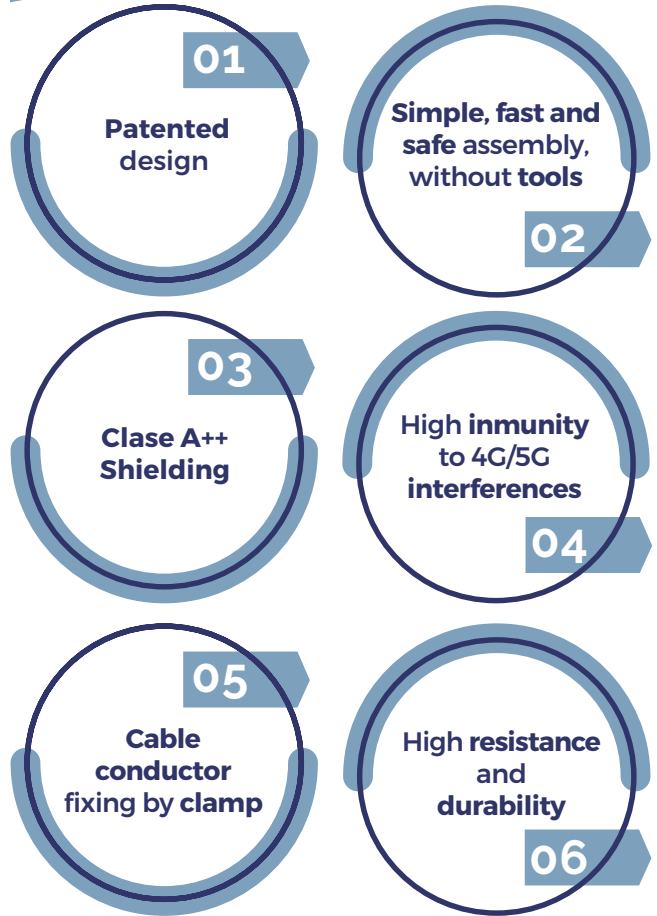 01
Patented
design
Simple, fast and
safe assembly,
without tools
02
03
Clase A++
Shielding
High inmunity
to 4G/5G
interferences
04
05
Cable
conductor
fixing by clamp
High resistance
and
durability
06